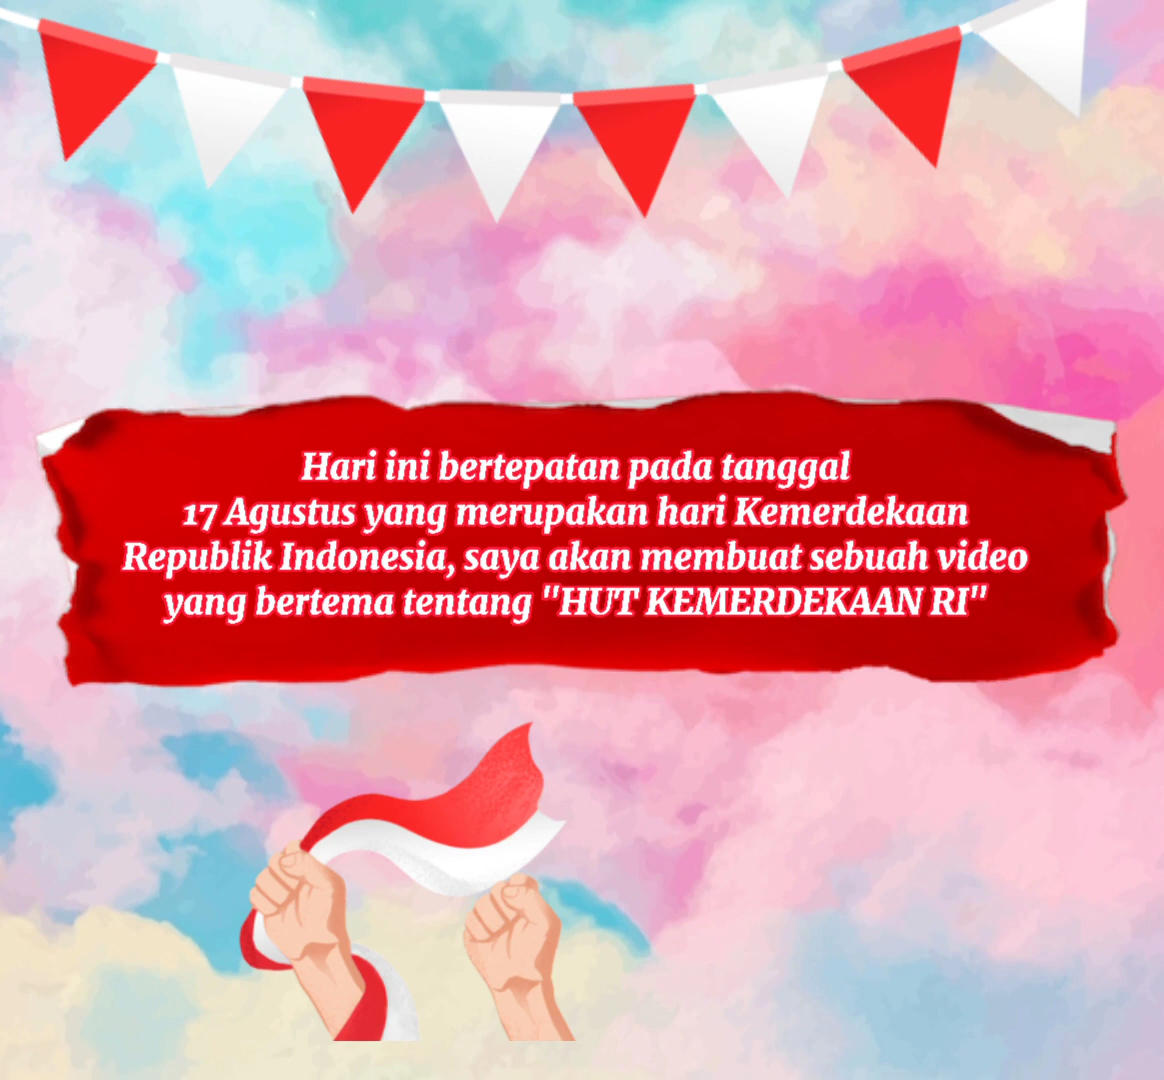 Hari ini bertepatan pada tanggal
17 Agustus yang merupakan hari Kemerdekaan
Republik Indonesia, saya akan membuat sebuah video
yang bertema tentang "HUT KEMERDEKAAN RI"